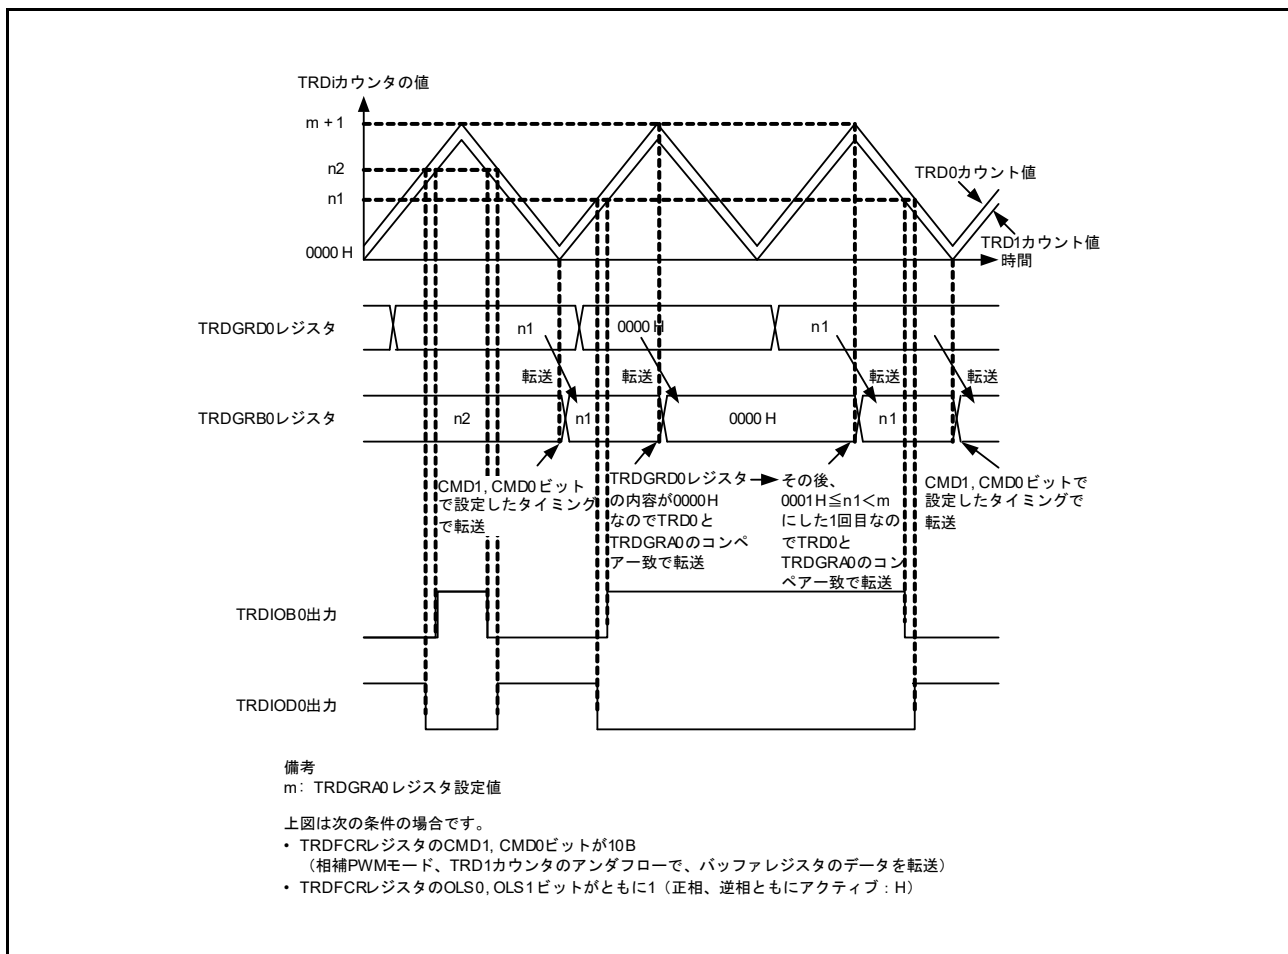 TRDiカウンタの値
m + 1
n2
n1
0000 H
TRD0カウント値
TRD1カウント値
時間
TRDGRD0レジスタ
n1
0000 H
n1
転送
転送
転送
転送
TRDGRB0レジスタ
n2
n1
0000 H
n1
CMD1, CMD0ビット
で設定したタイミング
で転送
TRDGRD0レジスタ
の内容が0000H
なのでTRD0と
TRDGRA0のコンペ
アー致で転送
その後、
0001H≦n1<m
にした1回目なの
でTRD0と
TRDGRA0のコン
ペアー致で転送
CMD1, CMD0ビットで
設定したタイミングで
転送
TRDIOB0出力
TRDIOD0出力
備考
m: TRDGRA0レジスタ設定値
上図は次の条件の場合です。
• TRDFCRレジスタのCMD1, CMD0ビットが10B
（相補PWMモード、TRD1カウンタのアンダフローで、バッファレジスタのデータを転送）
• TRDFCRレジスタのOLS0, OLS1ビットがともに1（正相、逆相ともにアクティブ：H）